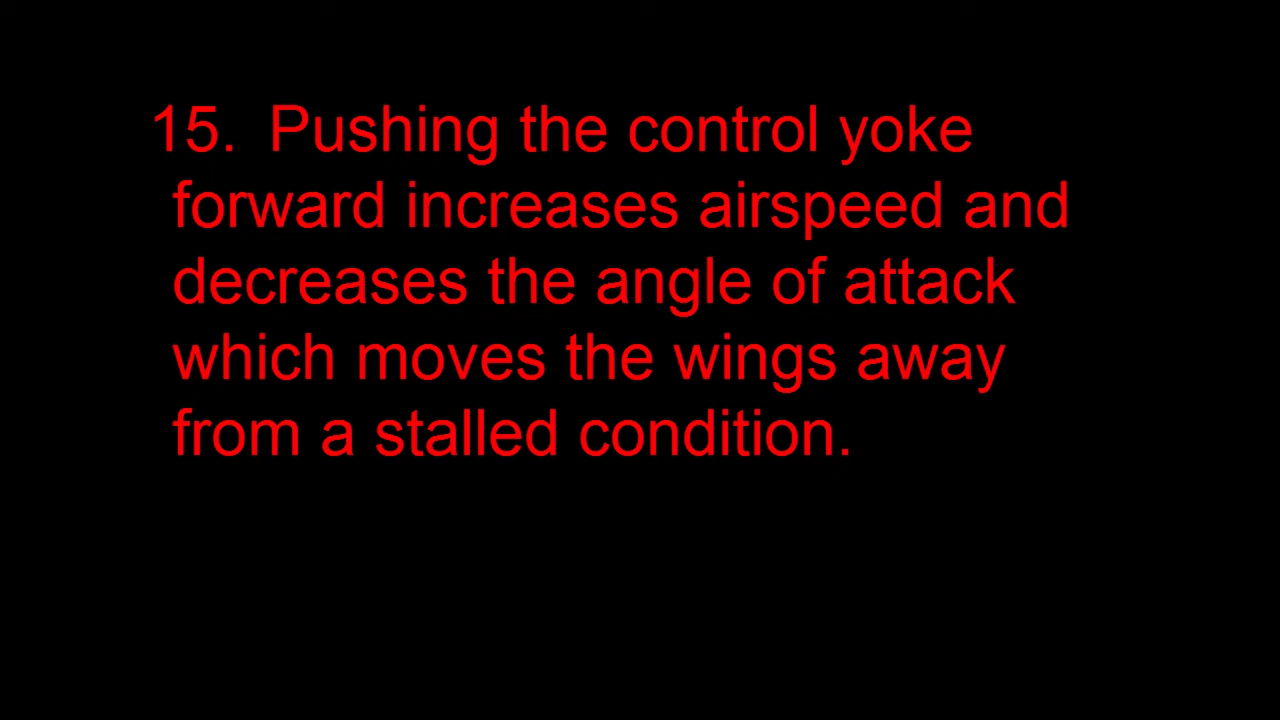 15. Pushing the control yoke
forward increases airspeed and
decreases the angle of attack
which moves the wings away
from a stalled condition.